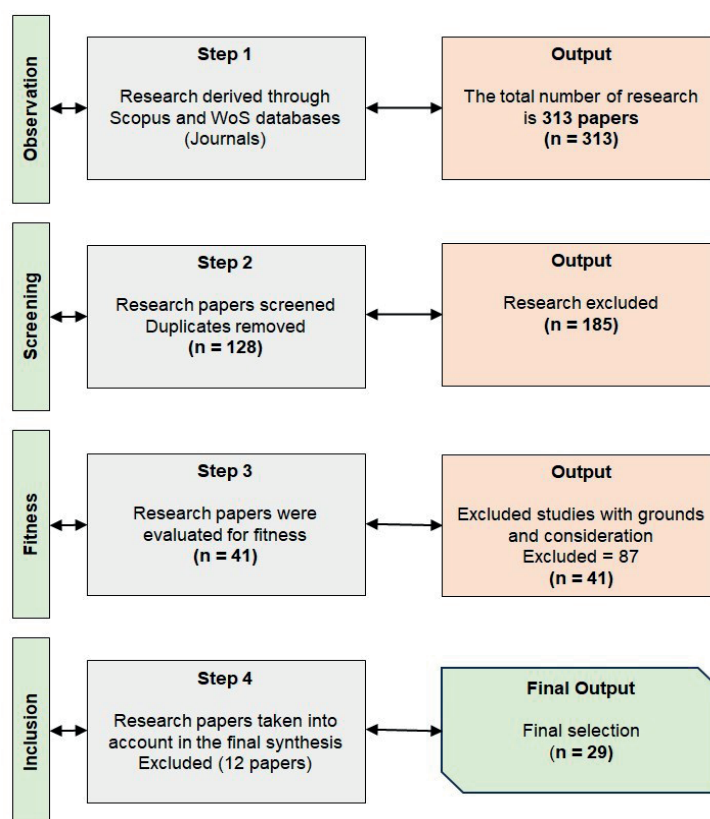 Observation
Step 1
Research derived through
Scopus and WoS databases
(Journals)
Output
The total number of research
is 313 papers
(n = 313)
Screening
Step 2
Research papers screened
Duplicates removed
(n = 128)
Output
Research excluded
(n = 185)
Fitness
Step 3
Research papers were
evaluated for fitness
(n = 41)
Output
Excluded studies with grounds
and consideration
Excluded = 87
(n = 41)
Inclusion
Step 4
Research papers taken into
account in the final synthesis
Excluded (12 papers)
Final Output
Final selection
(n = 29)